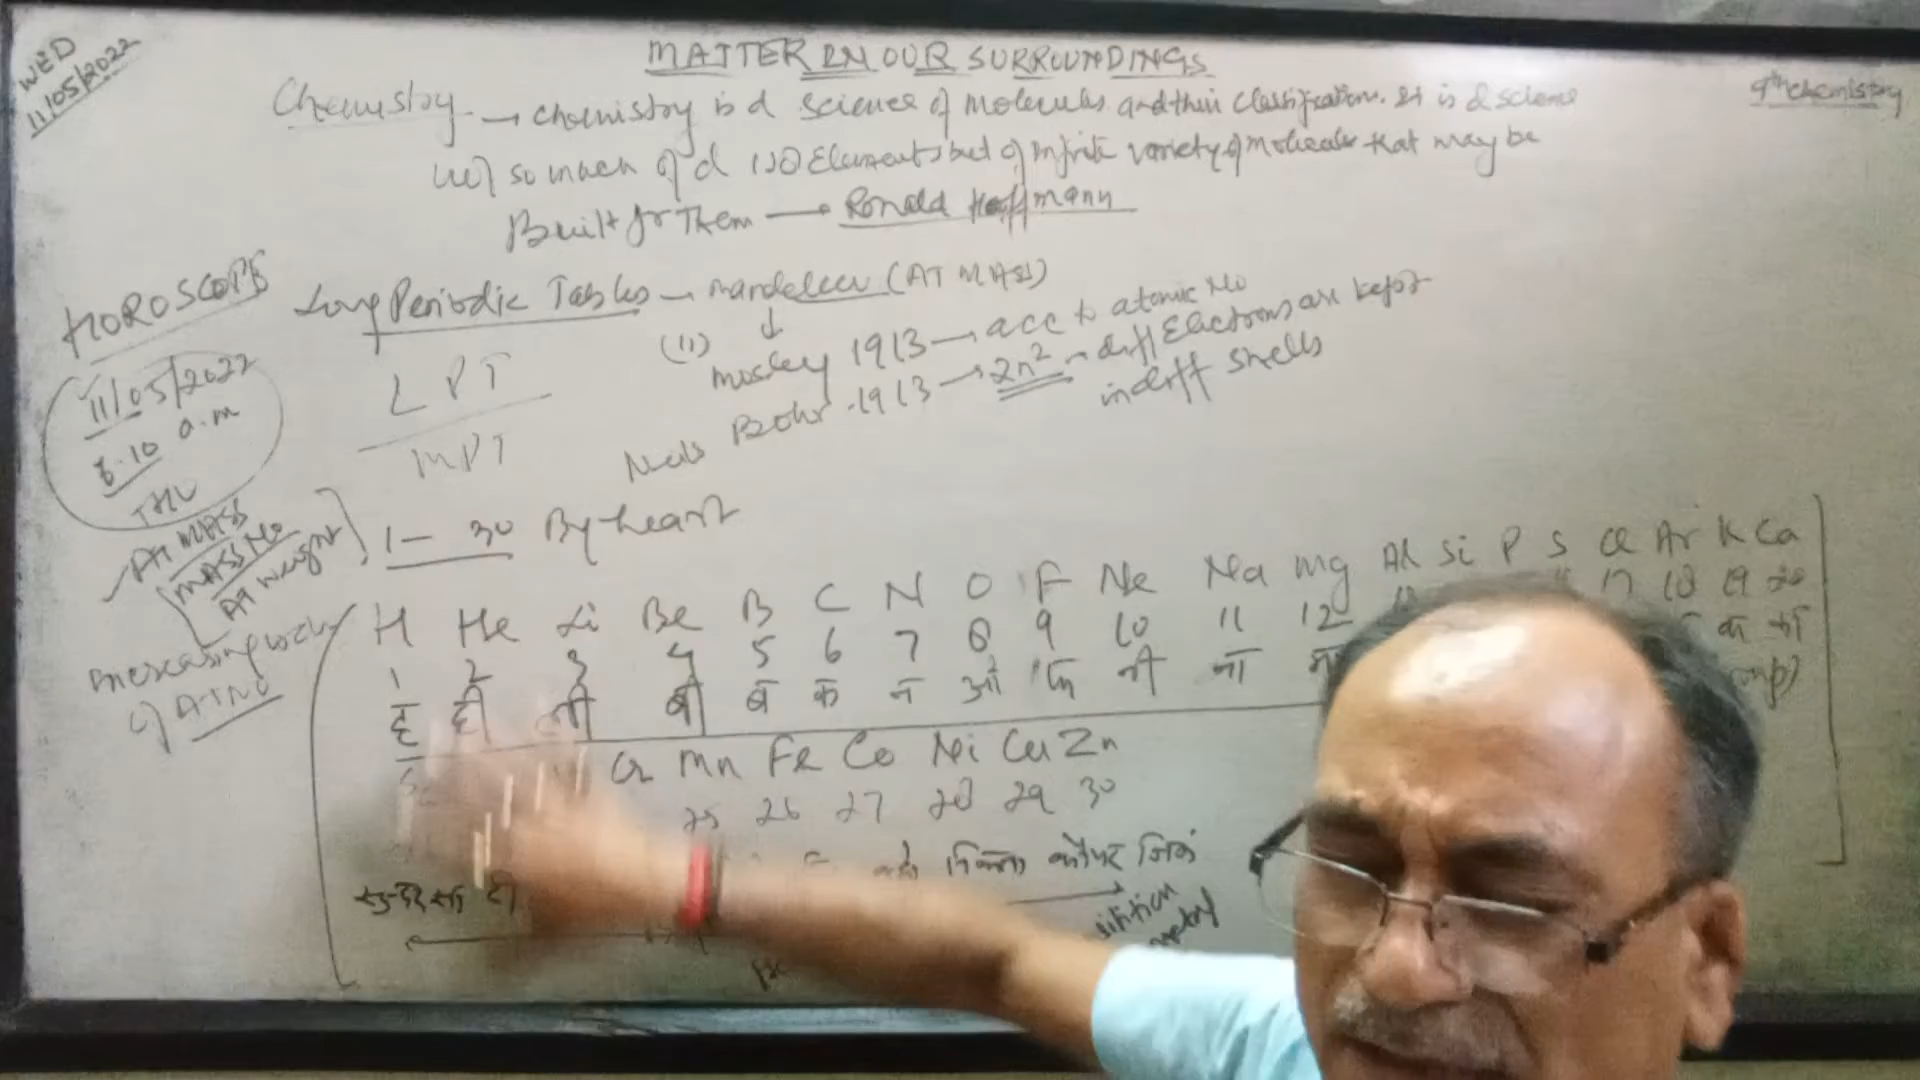 WED
11/05/2022
MATTER IN OUR SURROUNDINGS
9th chemistry
Chemistry → chemistry is d science of molecules and their classification. It is d science
not so much of d 120 Elements but of infinite variety of molecules that may be
Built for Them → Ronald Hoffmann
HOROSCOPE
11/05/2022
8.10 a.m
Long Periodic Tables → mandeleev (AT MASS)
↓
(11) Mosley 1913 → acc to atomic No
Neils Bohr - 1913 → 2n² → diff Electrons are kept
in diff shells
LPT
MPT
AT MASS
MASS No
AT weight
increasing order
of AT NO
1 - 30 By heart
H He Li Be B C N O F Ne Na Mg Al Si P S Cl Ar K Ca
1 2 3 4 5 6 7 8 9 10 11 12 17 18 19 20
ह ही ली बी ब क न ओ फ नी ना क का
Cr Mn Fe Co Ni Cu Zn
25 26 27 28 29 30
निकल कॉपर जिंक